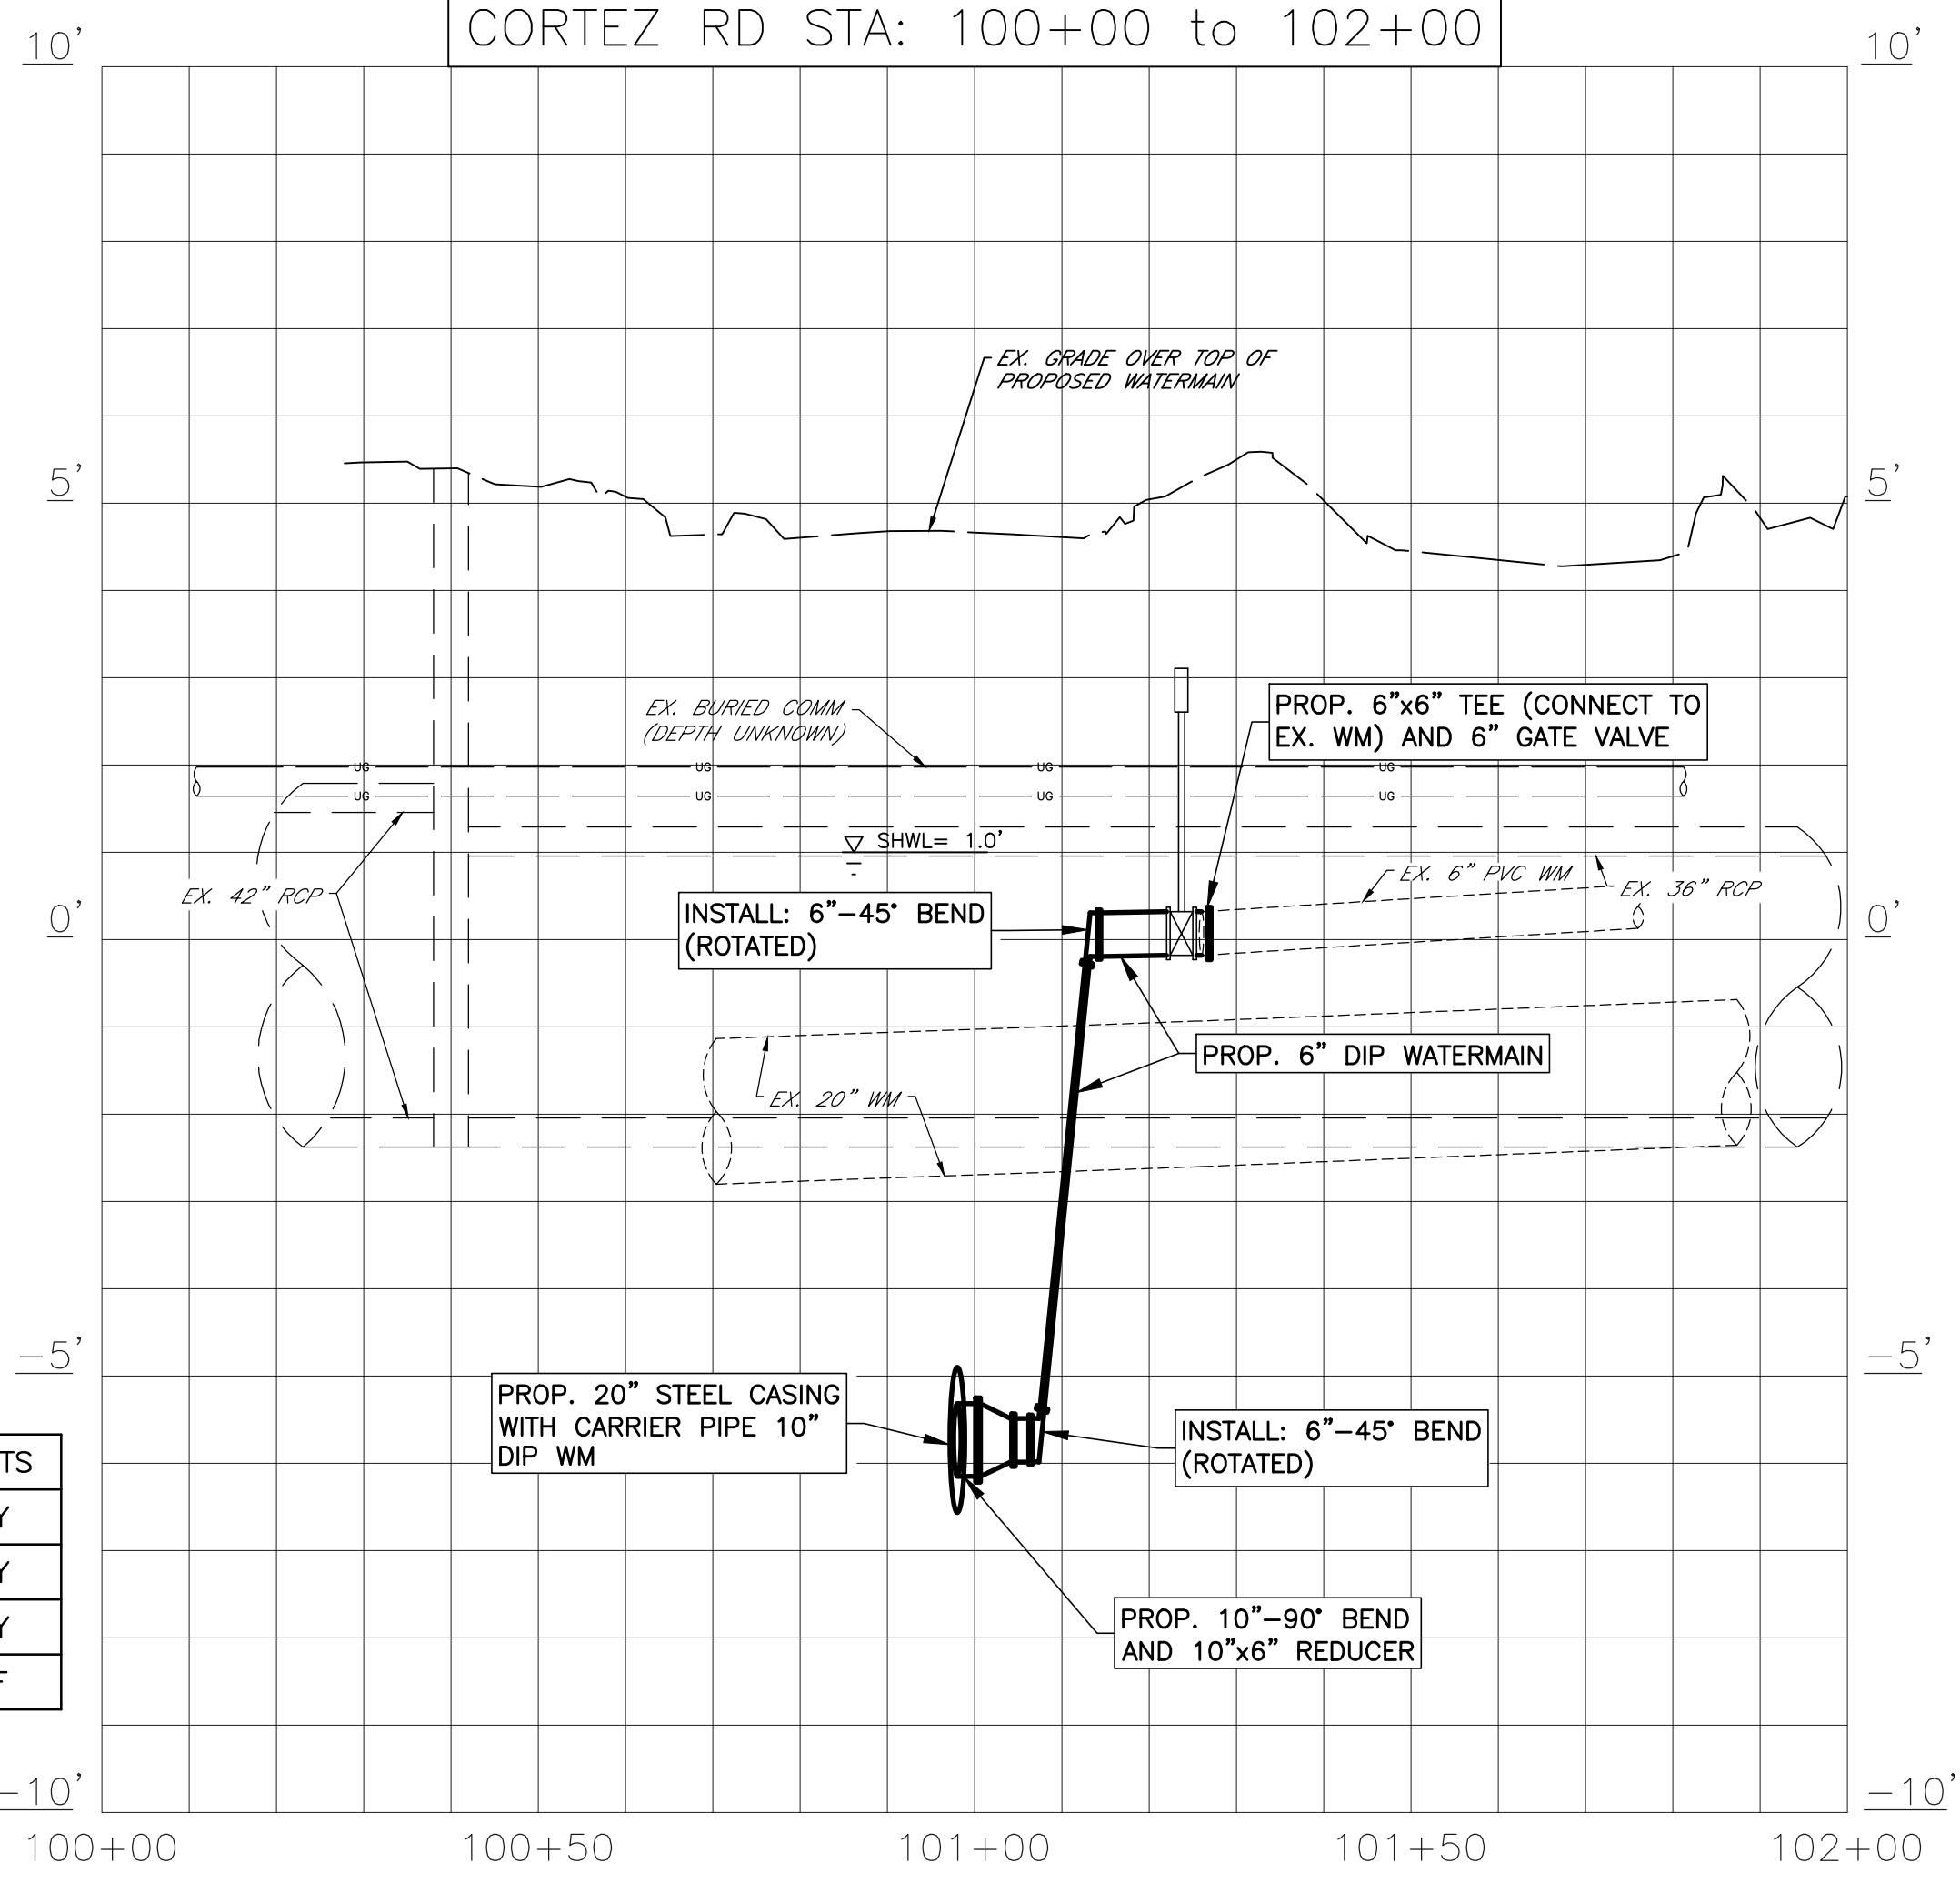 CORTEZ RD STA: 100+00 to 102+00
10'
10'
EX. GRADE OVER TOP OF
PROPOSED WATERMAIN
5'
5'
EX. BURIED COMM
(DEPTH UNKNOWN)
PROP. 6"x6" TEE (CONNECT TO
EX. WM) AND 6" GATE VALVE
UG
UG
UG
UG
UG
UG
UG
UG
SHWL= 1.0'
EX. 42" RCP
EX. 6" PVC WM
EX. 36" RCP
INSTALL: 6"-45° BEND
(ROTATED)
0'
0'
PROP. 6" DIP WATERMAIN
EX. 20" WM
-5'
-5'
PROP. 20" STEEL CASING
WITH CARRIER PIPE 10"
DIP WM
INSTALL: 6"-45° BEND
(ROTATED)
TS
Y
Y
Y
PROP. 10"-90° BEND
AND 10"x6" REDUCER
-10'
-10'
100+00
100+50
101+00
101+50
102+00